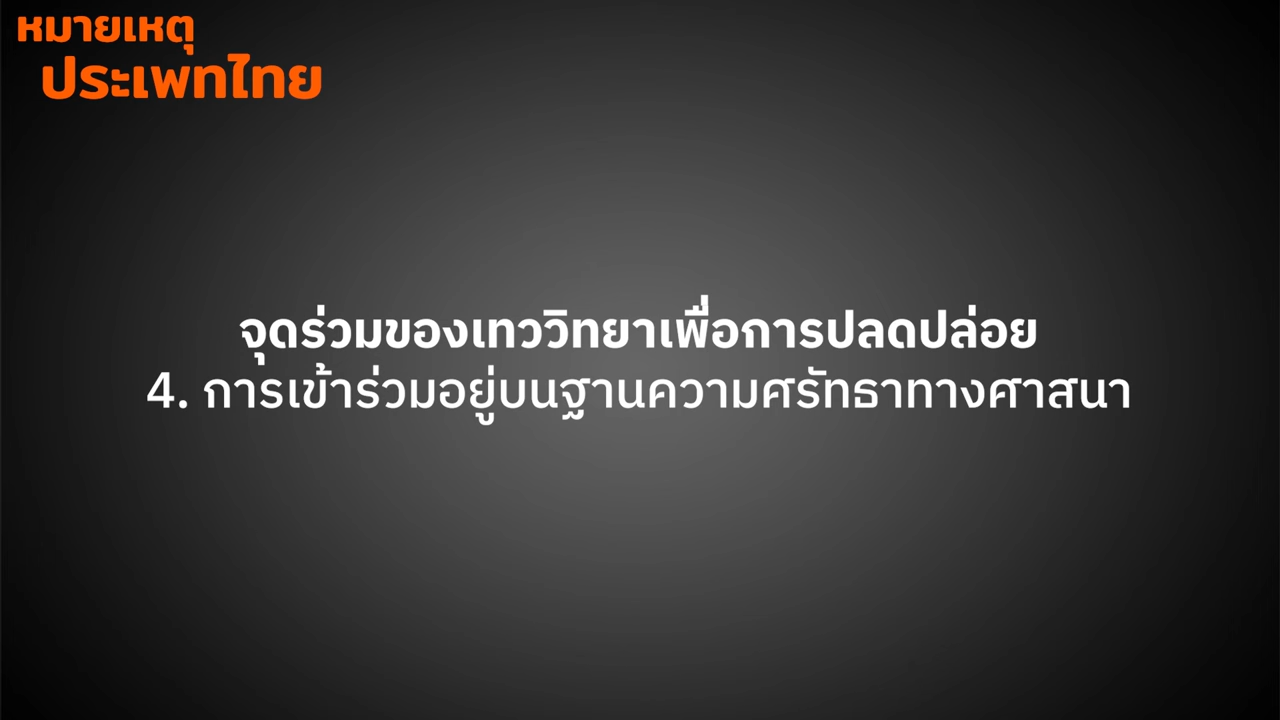 หมายเหตุ
ประเพทไทย
จุดร่วมของเทววิทยาเพื่อการปลดปล่อย
4. การเข้าร่วมอยู่บนฐานความศรัทธาทางศาสนา